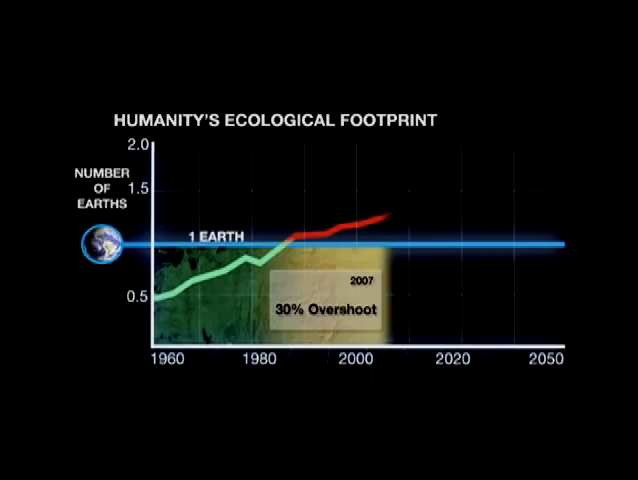 HUMANITY'S ECOLOGICAL FOOTPRINT
2.0
NUMBER
OF
EARTHS
1.5
1 EARTH
0.5
2007
30% Overshoot
1960 1980 2000 2020 2050